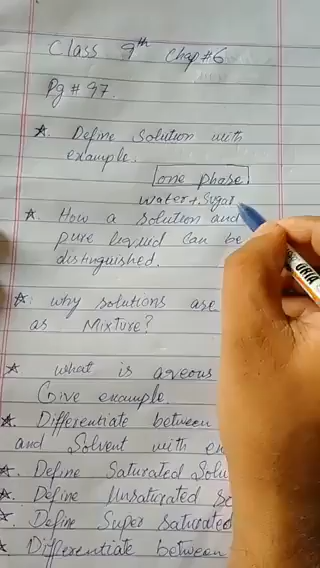 Class 9th Chap #6
Pg # 97.
* Define solution with
example.
one phase
water + Sugar
* How a solution and
pure liquid can be
distinguished.
* why solutions are
as Mixture?
* what is aqeous
Give example.
* Differentiate between
and Solvent with
* Define Saturated
* Define Unsaturated
* Define Super saturated
* Differentiate between